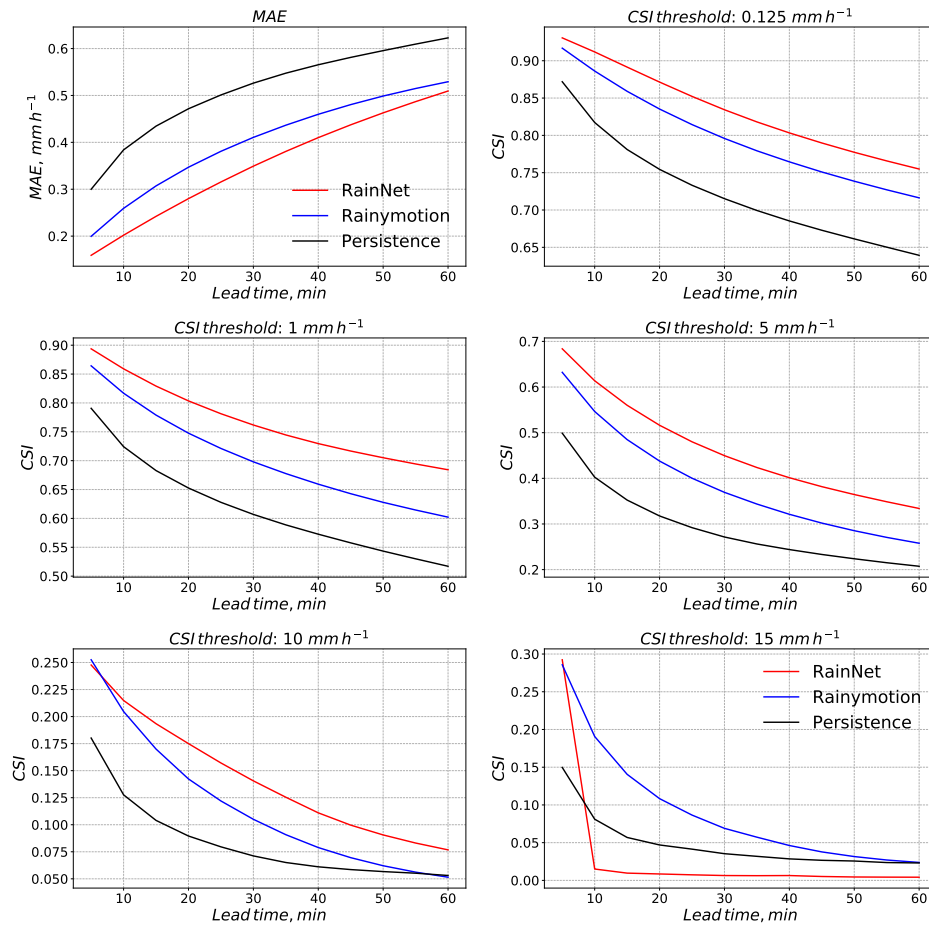 MAE
MAE, mm h⁻¹
0.6
0.5
0.4
0.3
0.2
RainNet
Rainymotion
Persistence
10 20 30 40 50 60
Lead time, min
CSI threshold: 0.125 mm h⁻¹
CSI
0.90
0.85
0.80
0.75
0.70
0.65
10 20 30 40 50 60
Lead time, min
CSI threshold: 1 mm h⁻¹
CSI
0.90
0.85
0.80
0.75
0.70
0.65
0.60
0.55
0.50
10 20 30 40 50 60
Lead time, min
CSI threshold: 5 mm h⁻¹
CSI
0.7
0.6
0.5
0.4
0.3
0.2
10 20 30 40 50 60
Lead time, min
CSI threshold: 10 mm h⁻¹
CSI
0.250
0.225
0.200
0.175
0.150
0.125
0.100
0.075
0.050
10 20 30 40 50 60
Lead time, min
CSI threshold: 15 mm h⁻¹
CSI
0.30
0.25
0.20
0.15
0.10
0.05
0.00
RainNet
Rainymotion
Persistence
10 20 30 40 50 60
Lead time, min